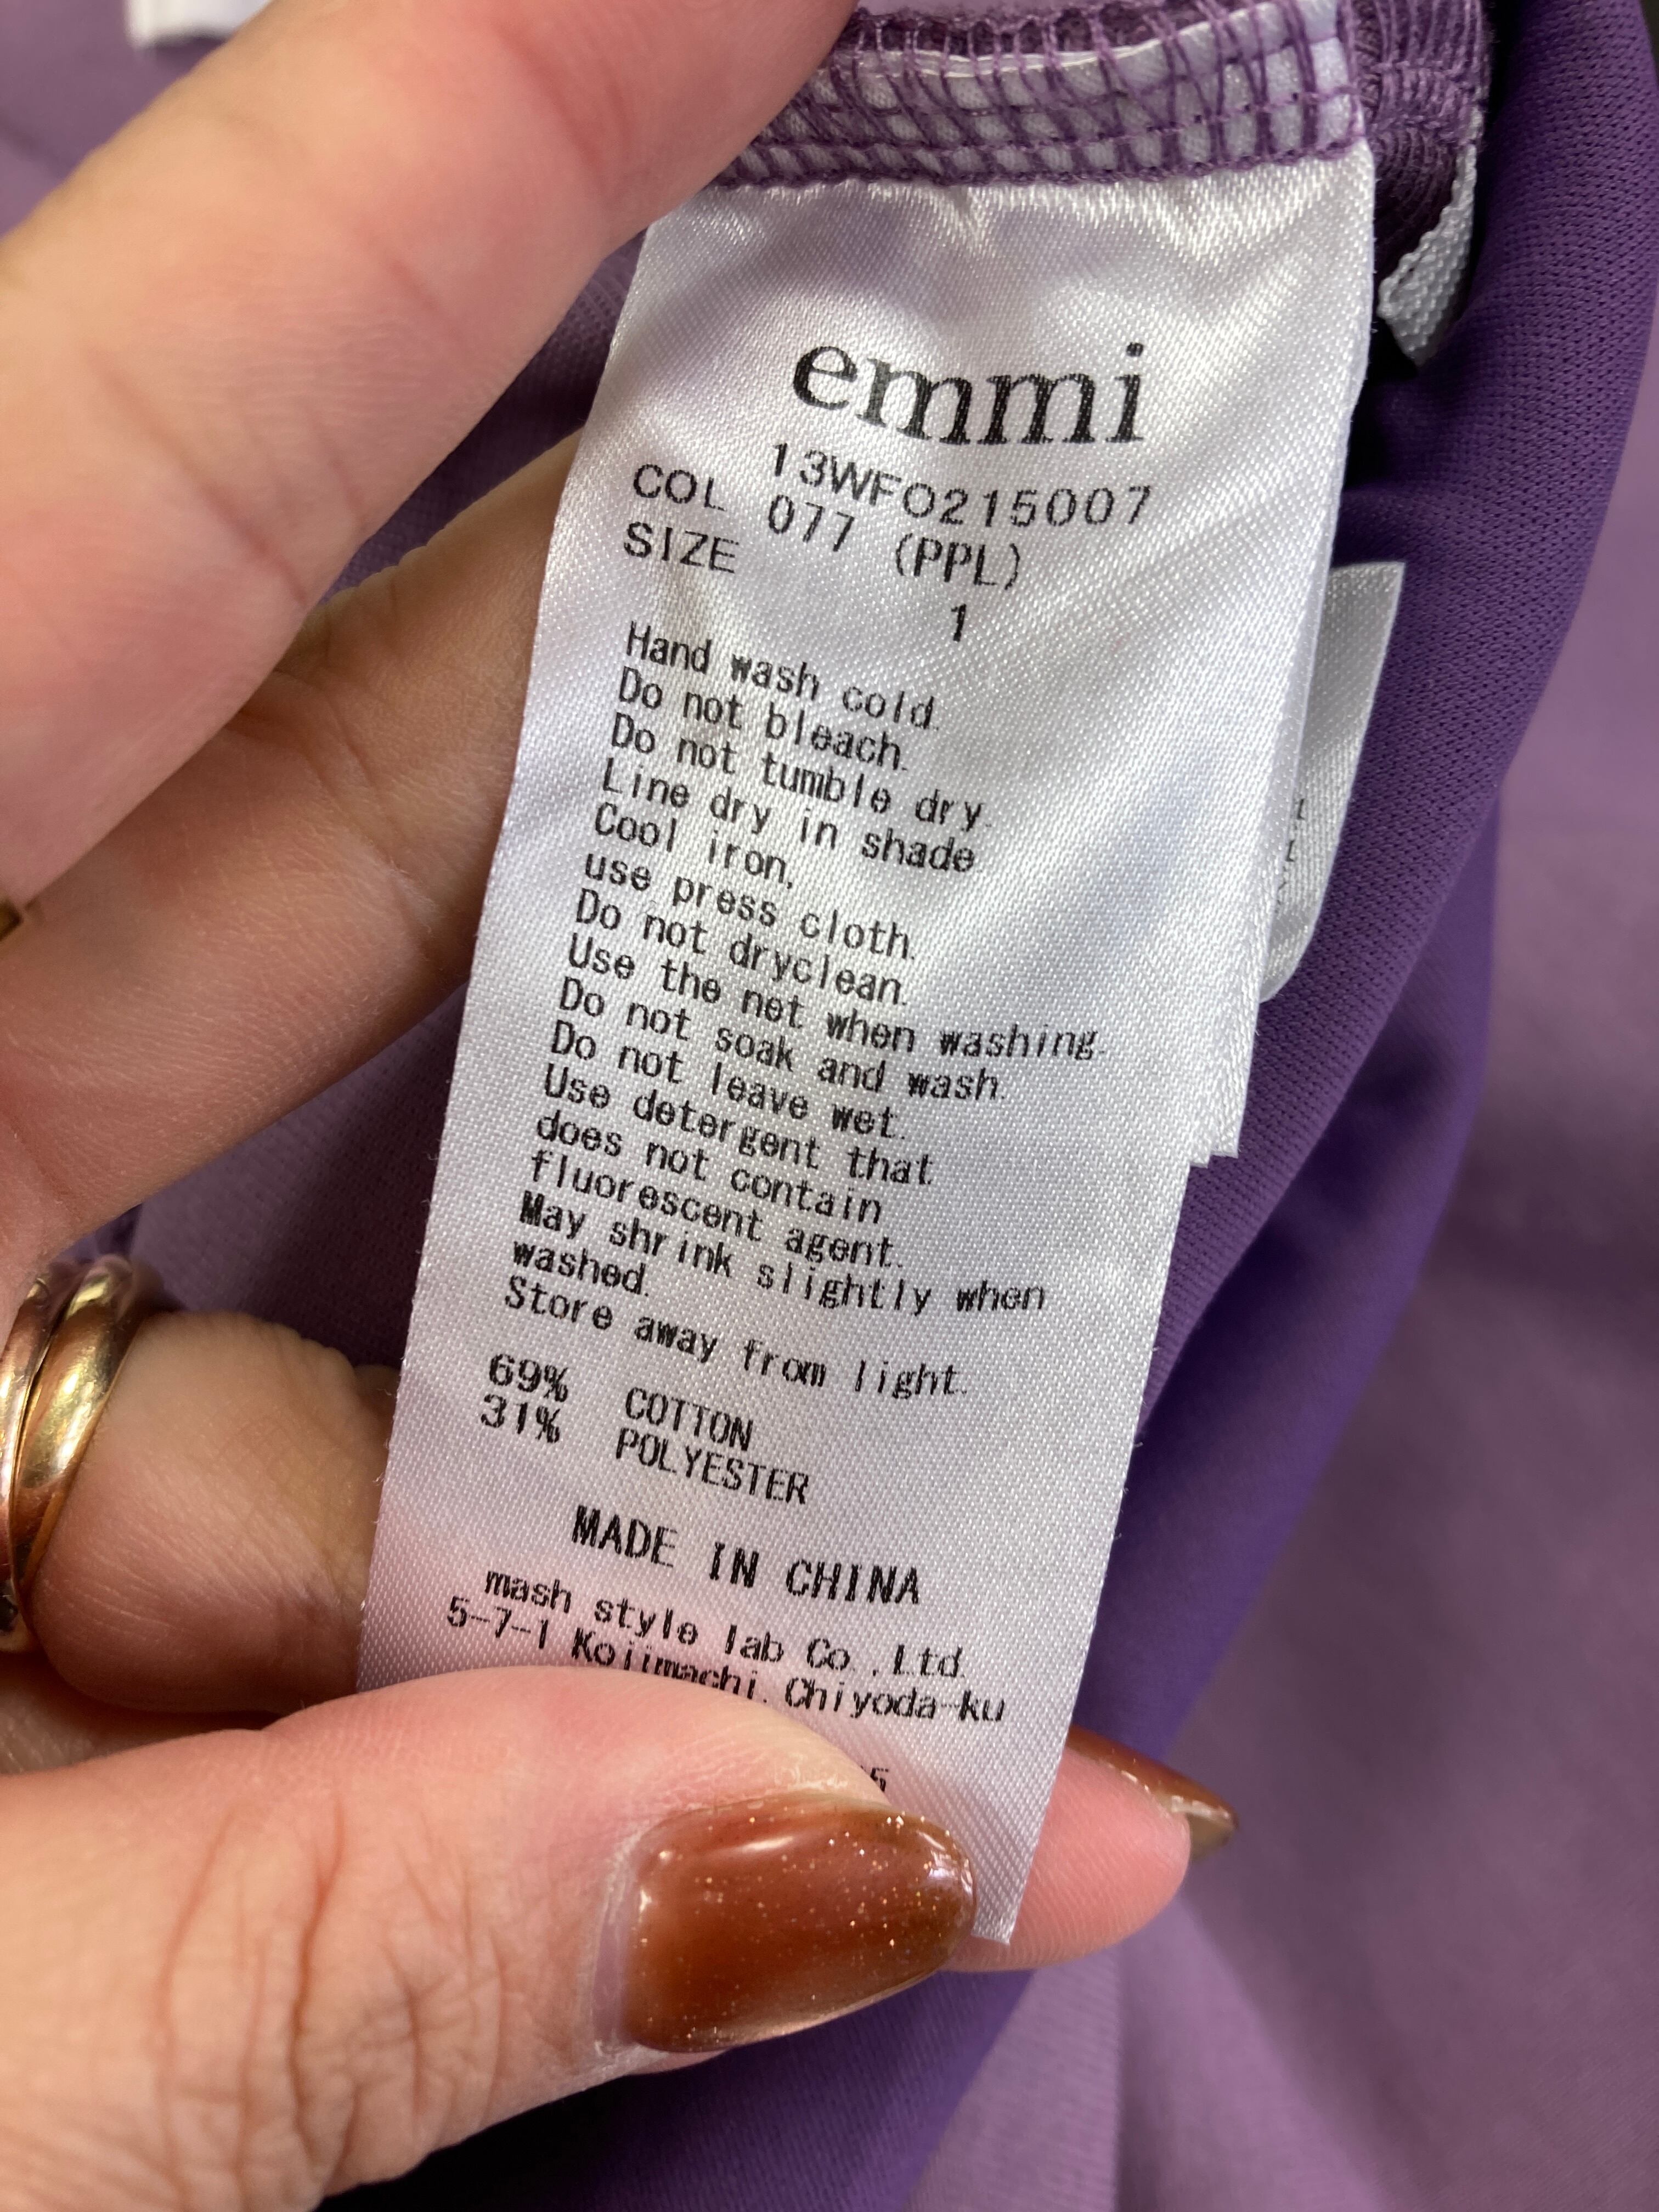 emmi
13WFO215007
COL 077 (PPL)
SIZE 1
Hand wash cold.
Do not bleach.
Do not tumble dry.
Line dry in shade
Cool iron,
use press cloth.
Do not dryclean.
Use the net when washing.
Do not soak and wash.
Do not leave wet.
Use detergent that
does not contain
fluorescent agent.
May shrink slightly when
washed.
Store away from light.
69% COTTON
31% POLYESTER
MADE IN CHINA
mash style lab Co.,Ltd.
5-7-1 Kojimachi, Chiyoda-ku